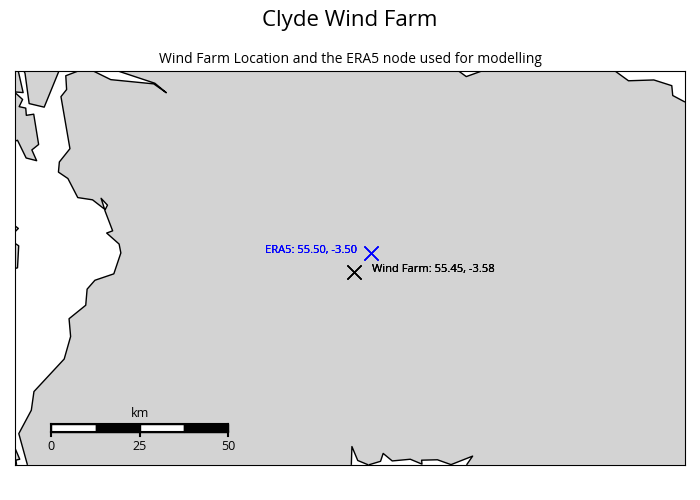 Clyde Wind Farm
Wind Farm Location and the ERA5 node used for modelling
ERA5: 55.50, -3.50
Wind Farm: 55.45, -3.58
km
0 25 50